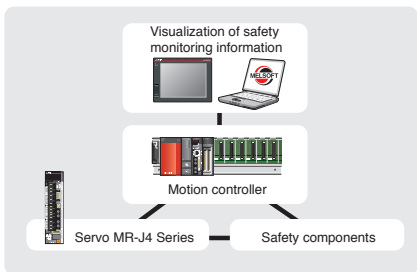 Visualization of safety
monitoring information
MELSOFT
Motion controller
Servo MR-J4 Series
Safety components